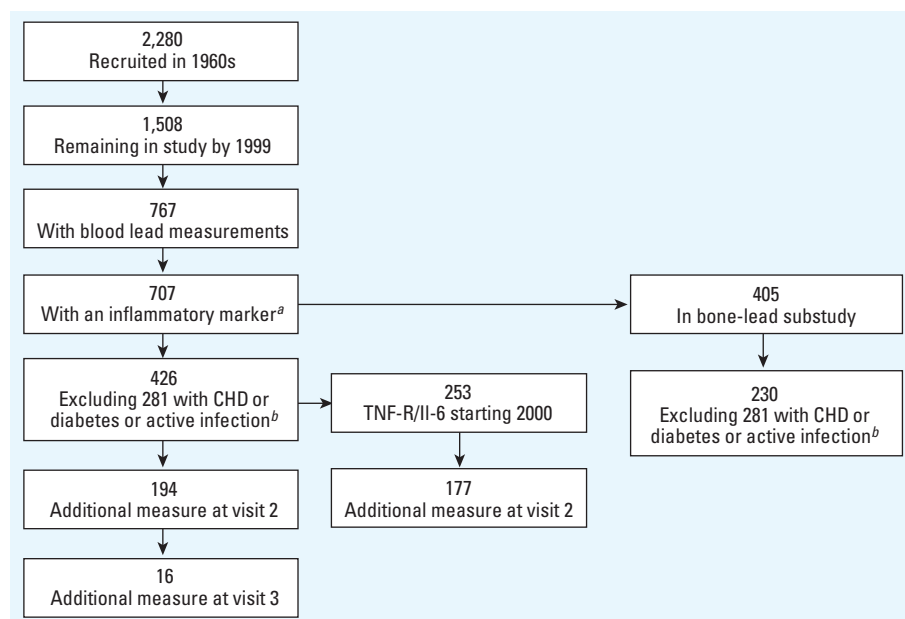 2,280
Recruited in 1960s
1,508
Remaining in study by 1999
767
With blood lead measurements
707
With an inflammatory markerᵃ
405
In bone-lead substudy
426
Excluding 281 with CHD or
diabetes or active infectionᵇ
253
TNF-R/Il-6 starting 2000
230
Excluding 281 with CHD or
diabetes or active infectionᵇ
194
Additional measure at visit 2
177
Additional measure at visit 2
16
Additional measure at visit 3